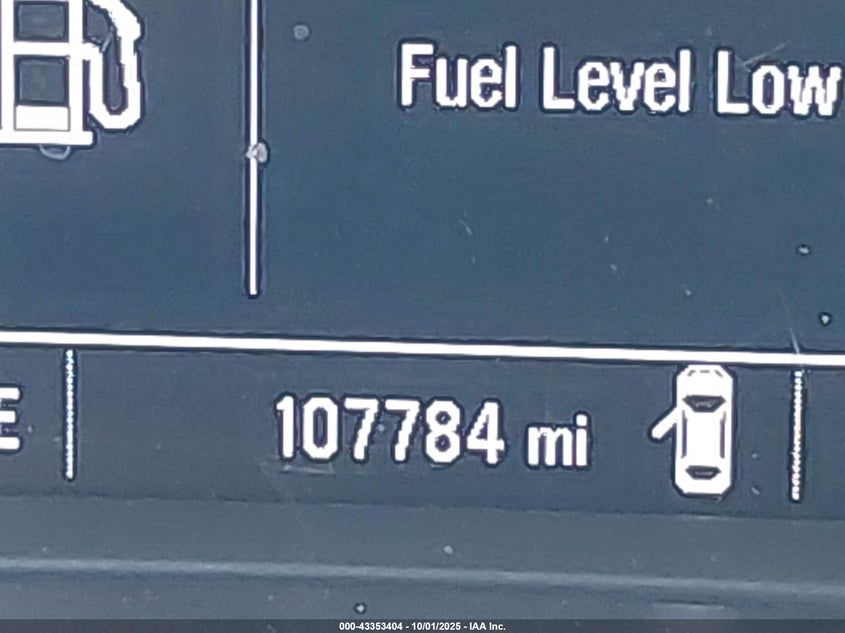 Fuel Level Low
E
107784 mi
000-43353404 - 10/01/2025 - IAA Inc.